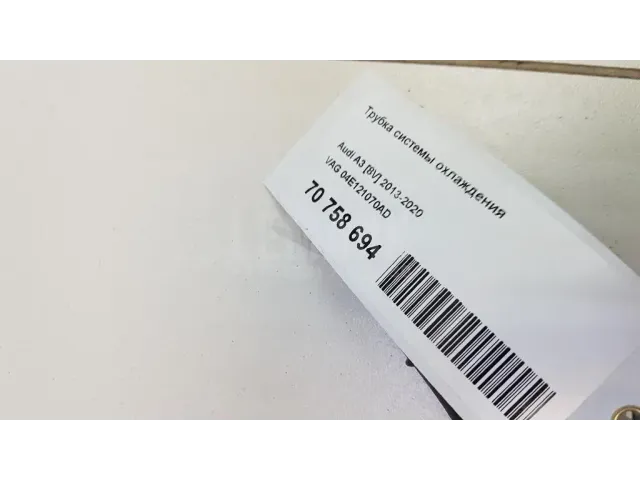 Трубка системы охлаждения
Audi A3 [8V] 2013-2020
VAG 04E121070AD
70 758 694